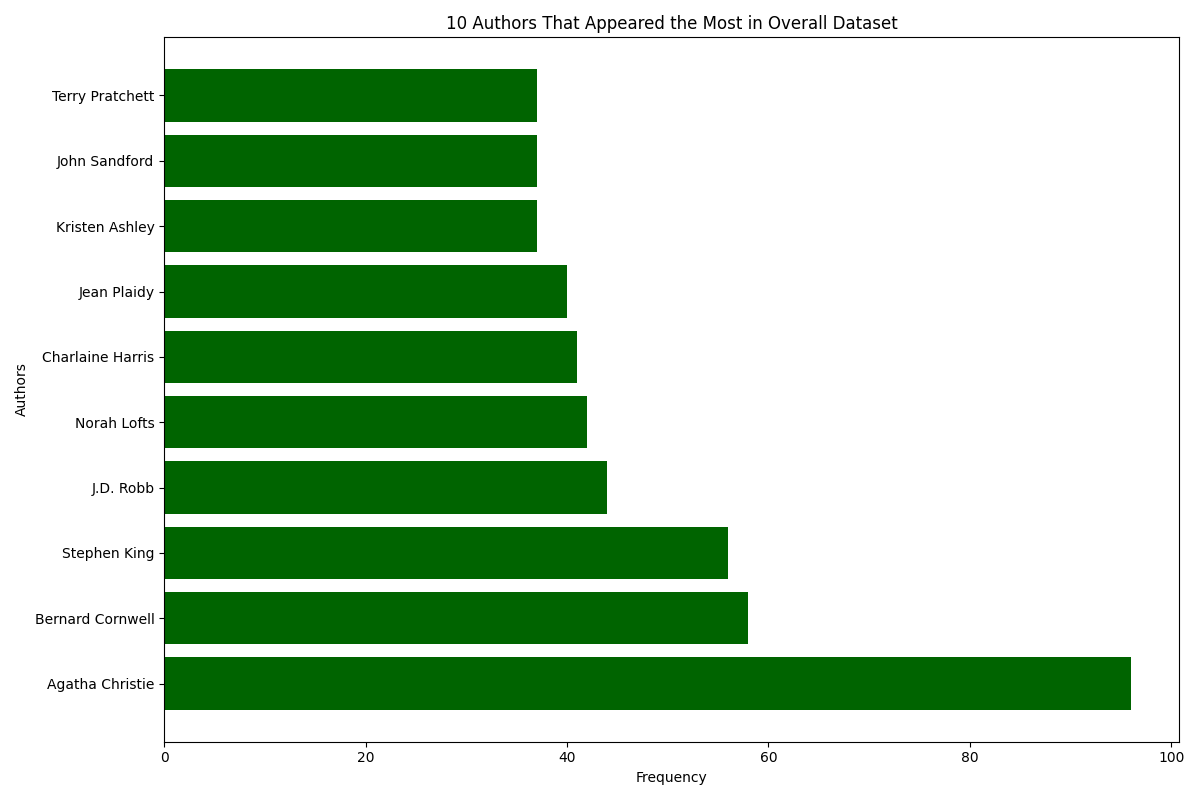 10 Authors That Appeared the Most in Overall Dataset
Authors
Terry Pratchett
John Sandford
Kristen Ashley
Jean Plaidy
Charlaine Harris
Norah Lofts
J.D. Robb
Stephen King
Bernard Cornwell
Agatha Christie
0 20 40 60 80 100
Frequency